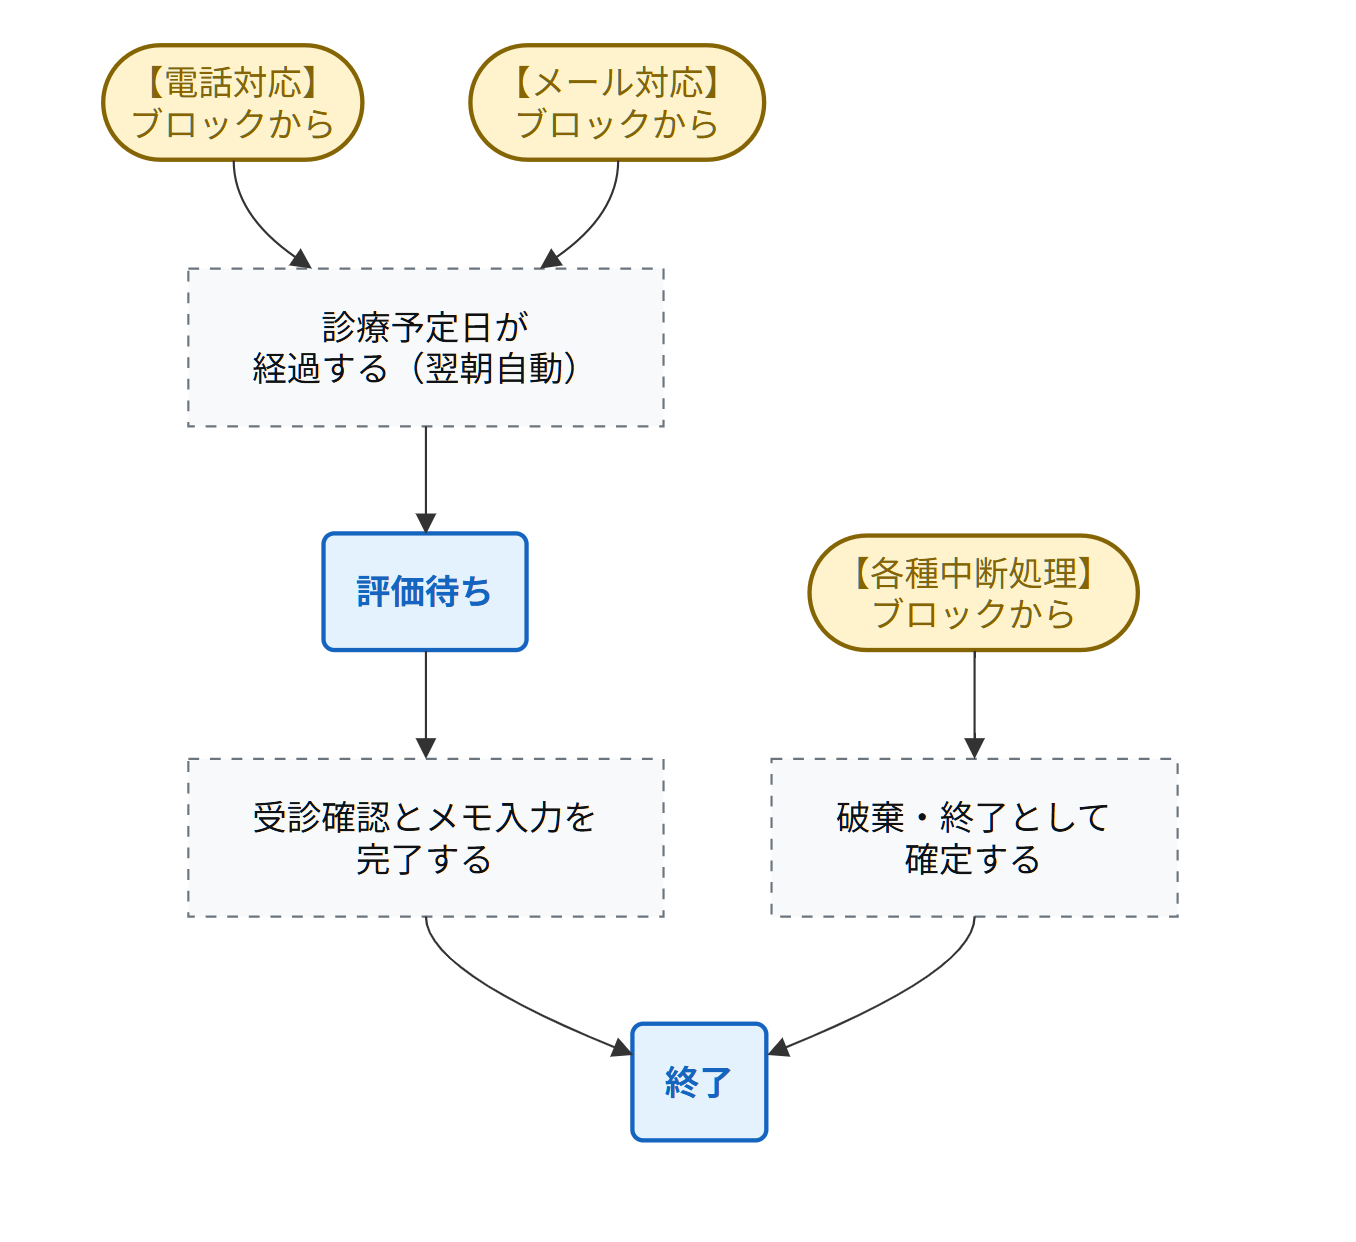 【電話対応】
ブロックから
【メール対応】
ブロックから
診療予定日が
経過する（翌朝自動）
評価待ち
【各種中断処理】
ブロックから
受診確認とメモ入力を
完了する
破棄・終了として
確定する
終了